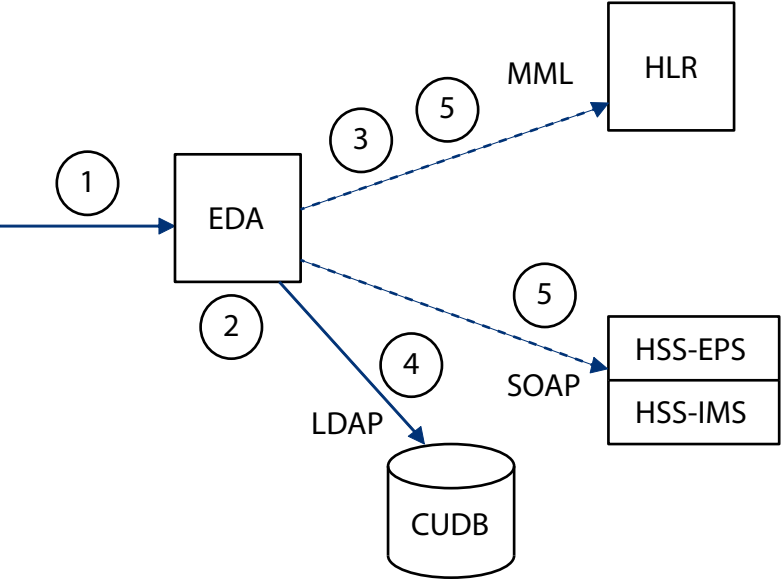 MML
HLR
5
3
1
EDA
5
2
HSS-EPS
4
SOAP
HSS-IMS
LDAP
CUDB